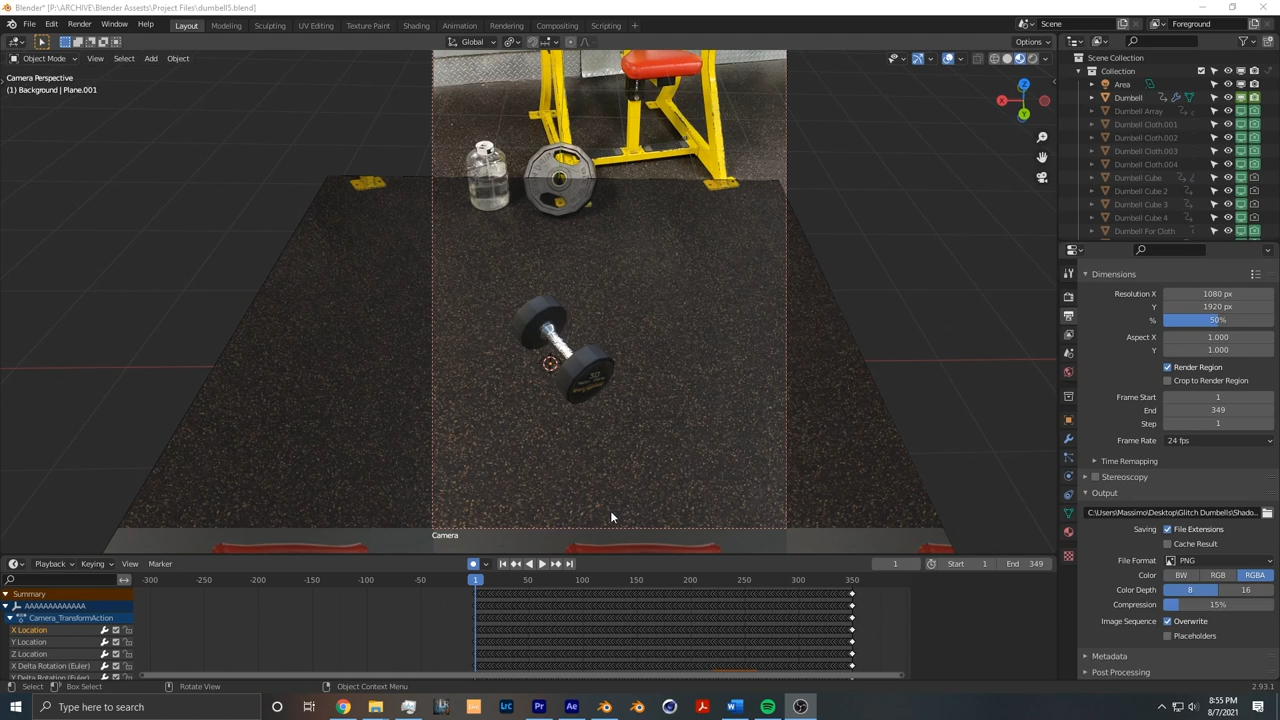 Blender* [P:\ARCHIVE\Blender Assests\Project Files\dumbell5.blend]
File Edit Render Window Help Layout Modeling Sculpting UV Editing Texture Paint Shading Animation Rendering Compositing Scripting Scene Foreground
Global Options
Object Mode View Select Add Object
Camera Perspective
(1) Background | Plane.001
X
Y
Z
30
Camera
Scene Collection
Collection
Area
Dumbell
Dumbell Array
Dumbell Cloth.001
Dumbell Cloth.002
Dumbell Cloth.003
Dumbell Cloth.004
Dumbell Cube
Dumbell Cube 2
Dumbell Cube 3
Dumbell Cube 4
Dumbell For Cloth
Dimensions
Resolution X 1080 px
Y 1920 px
% 50%
Aspect X 1.000
Y 1.000
Render Region
Crop to Render Region
Frame Start 1
End 349
Step 1
Frame Rate 24 fps
Time Remapping
Stereoscopy
Output
C:\Users\Massimo\Desktop\Glitch Dumbells\Shado...
Saving File Extensions
Cache Result
File Format PNG
Color BW RGB RGBA
Color Depth 8 16
Compression 15%
Image Sequence Overwrite
Placeholders
Metadata
Post Processing
Playback Keying View Marker 1 Start 1 End 349
-300 -250 -200 -150 -100 -50 1 50 100 150 200 250 300 350
Summary
AAAAAAAAAAAAA
Camera_TransformAction
X Location
Y Location
Z Location
X Delta Rotation (Euler)
Y Delta Rotation (Euler)
Select Box Select Rotate View Object Context Menu 2.93.1
Type here to search
8:55 PM
8/7/2021